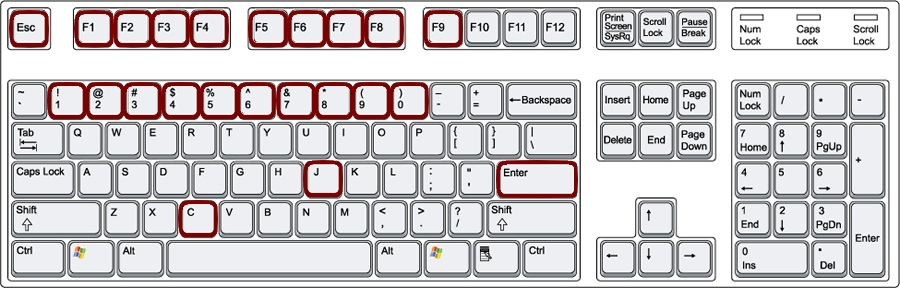 Esc F1 F2 F3 F4 F5 F6 F7 F8 F9 F10 F11 F12 Print Screen SysRq Scroll Lock Pause Break Num Lock Caps Lock Scroll Lock
~ ` ! 1 @ 2 # 3 $ 4 % 5 ^ 6 & 7 * 8 ( 9 ) 0 – - + = ←Backspace Insert Home Page Up Num Lock / * -
Tab Q W E R T Y U I O P { [ } ] | \ Delete End Page Down 7 Home 8 ↑ 9 PgUp +
Caps Lock A S D F G H J K L : ; " ' Enter 4 ← 5 6 →
Shift ⇧ Z X C V B N M < , > . ? / Shift ⇧ ↑ 1 End 2 ↓ 3 PgDn Enter
Ctrl Alt Alt Ctrl ← ↓ → 0 Ins . Del